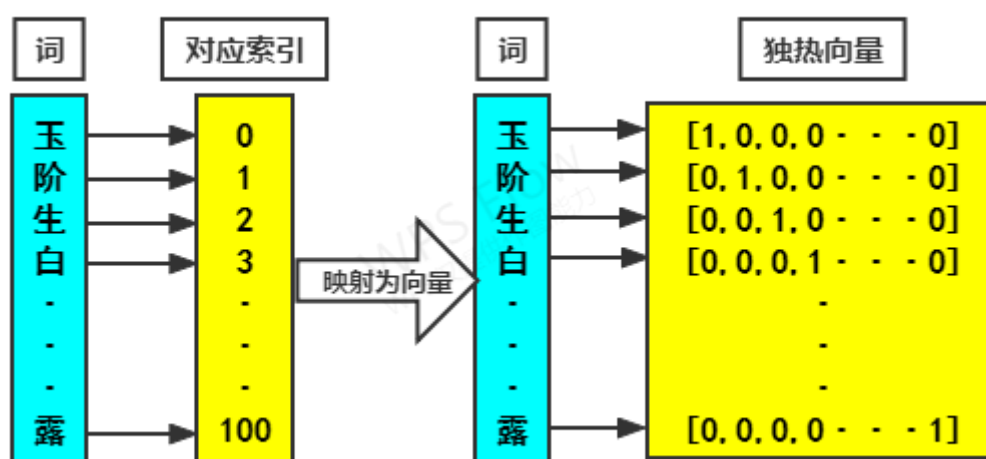 词 对应索引 词 独热向量
玉 0 玉 [1,0,0,0 - - - 0]
阶 1 阶 [0,1,0,0 - - - 0]
生 2 生 [0,0,1,0 - - - 0]
白 3 白 [0,0,0,1 - - - 0]
映射为向量
- - - -
- - - -
- - - -
露 100 露 [0,0,0,0 - - - 1]
WPS Flow